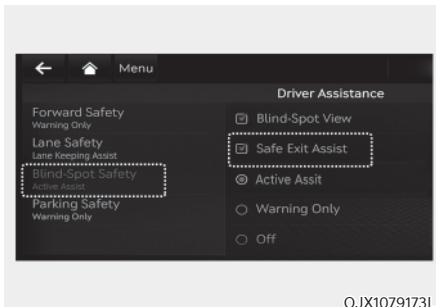 Menu
Driver Assistance
Forward Safety
Warning Only
Lane Safety
Lane Keeping Assist
Blind-Spot Safety
Active Assist
Parking Safety
Warning Only
Blind-Spot View
Safe Exit Assist
Active Assit
Warning Only
Off
OJX1079173L